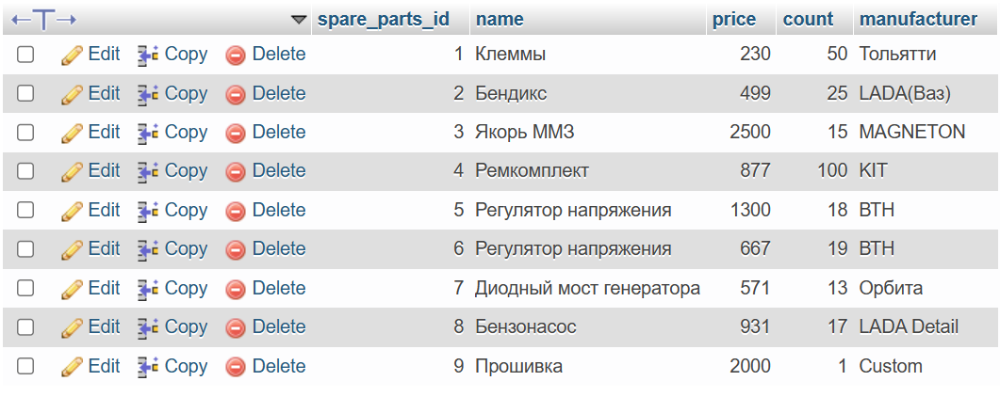 spare_parts_id name price count manufacturer
Edit Copy Delete 1 Клеммы 230 50 Тольятти
Edit Copy Delete 2 Бендикс 499 25 LADA(Ваз)
Edit Copy Delete 3 Якорь ММЗ 2500 15 MAGNETON
Edit Copy Delete 4 Ремкомплект 877 100 KIT
Edit Copy Delete 5 Регулятор напряжения 1300 18 ВТН
Edit Copy Delete 6 Регулятор напряжения 667 19 ВТН
Edit Copy Delete 7 Диодный мост генератора 571 13 Орбита
Edit Copy Delete 8 Бензонасос 931 17 LADA Detail
Edit Copy Delete 9 Прошивка 2000 1 Custom